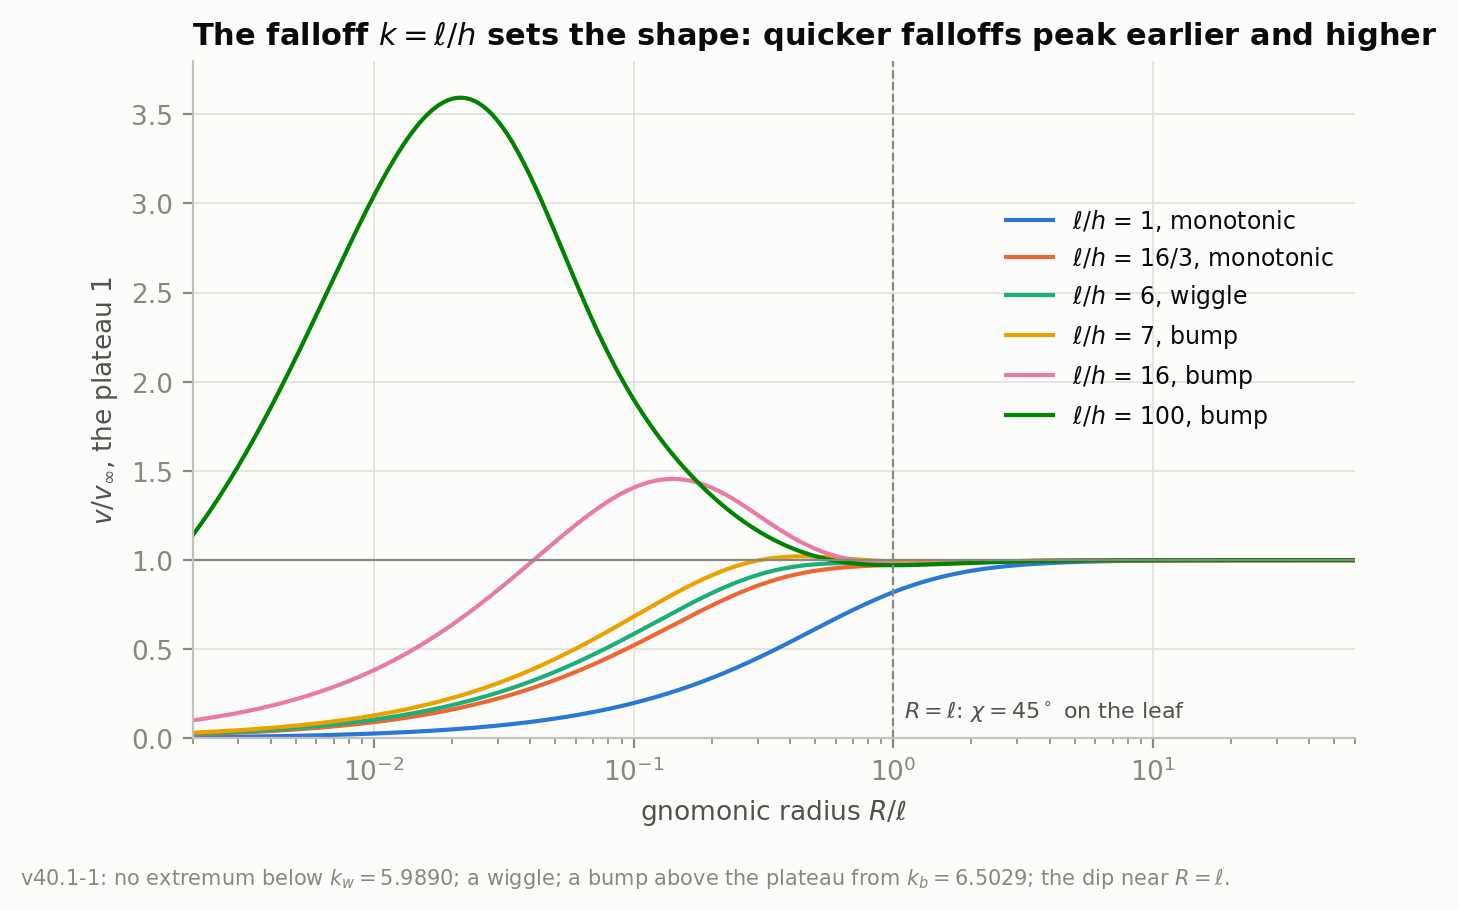 The falloff k = ℓ/h sets the shape: quicker falloffs peak earlier and higher
3.5
3.0
2.5
2.0
1.5
1.0
0.5
0.0
v/v∞, the plateau 1
ℓ/h = 1, monotonic
ℓ/h = 16/3, monotonic
ℓ/h = 6, wiggle
ℓ/h = 7, bump
ℓ/h = 16, bump
ℓ/h = 100, bump
R = ℓ: χ = 45° on the leaf
10⁻² 10⁻¹ 10⁰ 10¹
gnomonic radius R/ℓ
v40.1-1: no extremum below k_w = 5.9890; a wiggle; a bump above the plateau from k_b = 6.5029; the dip near R = ℓ.